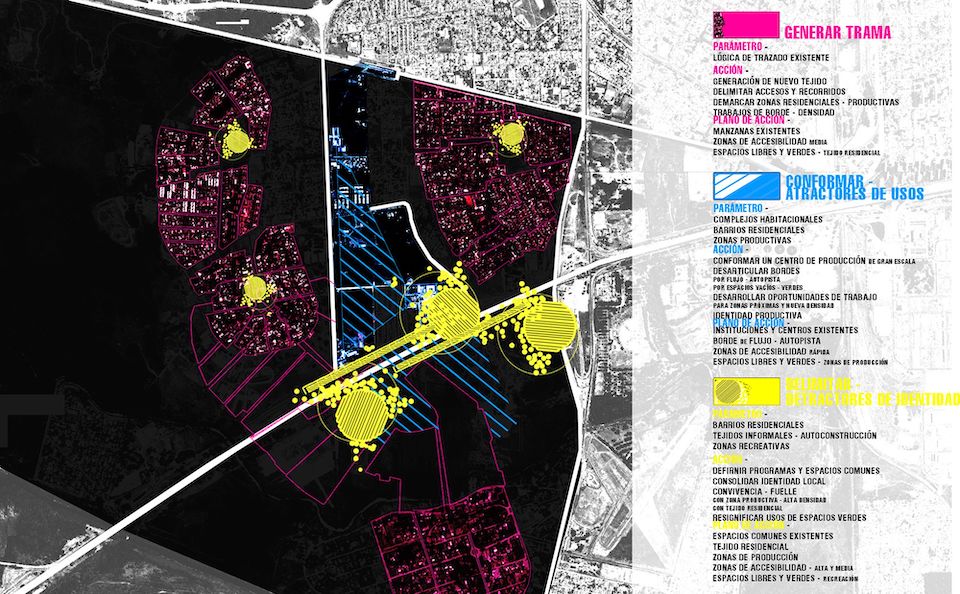 GENERAR TRAMA
PARÁMETRO -
LÓGICA DE TRAZADO EXISTENTE
ACCIÓN -
GENERACIÓN DE NUEVO TEJIDO
DELIMITAR ACCESOS Y RECORRIDOS
DEMARCAR ZONAS RESIDENCIALES - PRODUCTIVAS
TRABAJOS DE BORDE - DENSIDAD
PLANO DE ACCIÓN -
MANZANAS EXISTENTES
ZONAS DE ACCESIBILIDAD MEDIA
ESPACIOS LIBRES Y VERDES - TEJIDO RESIDENCIAL
CONFORMAR -
ATRACTORES DE USOS
PARÁMETRO -
COMPLEJOS HABITACIONALES
BARRIOS RESIDENCIALES
ZONAS PRODUCTIVAS
ACCIÓN -
CONFORMAR UN CENTRO DE PRODUCCIÓN DE GRAN ESCALA
DESARTICULAR BORDES
POR FLUJO - AUTOPISTA
POR ESPACIOS VACÍOS - VERDES
DESARROLLAR OPORTUNIDADES DE TRABAJO
PARA ZONAS PRÓXIMAS Y NUEVA DENSIDAD
IDENTIDAD PRODUCTIVA
PLANO DE ACCIÓN -
INSTITUCIONES Y CENTROS EXISTENTES
BORDE DE FLUJO - AUTOPISTA
ZONAS DE ACCESIBILIDAD RÁPIDA
ESPACIOS LIBRES Y VERDES - ZONAS DE PRODUCCIÓN
DELIMITAR -
DETRACTORES DE IDENTIDAD
PARÁMETRO -
BARRIOS RESIDENCIALES
TEJIDOS INFORMALES - AUTOCONSTRUCCIÓN
ZONAS RECREATIVAS
ACCIÓN -
DEFIRNIR PROGRAMAS Y ESPACIOS COMUNES
CONSOLIDAR IDENTIDAD LOCAL
CONVIVENCIA - FUELLE
CON ZONA PRODUCTIVA - ALTA DENSIDAD
CON TEJIDO RESIDENCIAL
RESIGNIFICAR USOS DE ESPACIOS VERDES
PLANO DE ACCIÓN -
ESPACIOS COMUNES EXISTENTES
TEJIDO RESIDENCIAL
ZONAS DE PRODUCCIÓN
ZONAS DE ACCESIBILIDAD - ALTA Y MEDIA
ESPACIOS LIBRES Y VERDES - RECREACIÓN